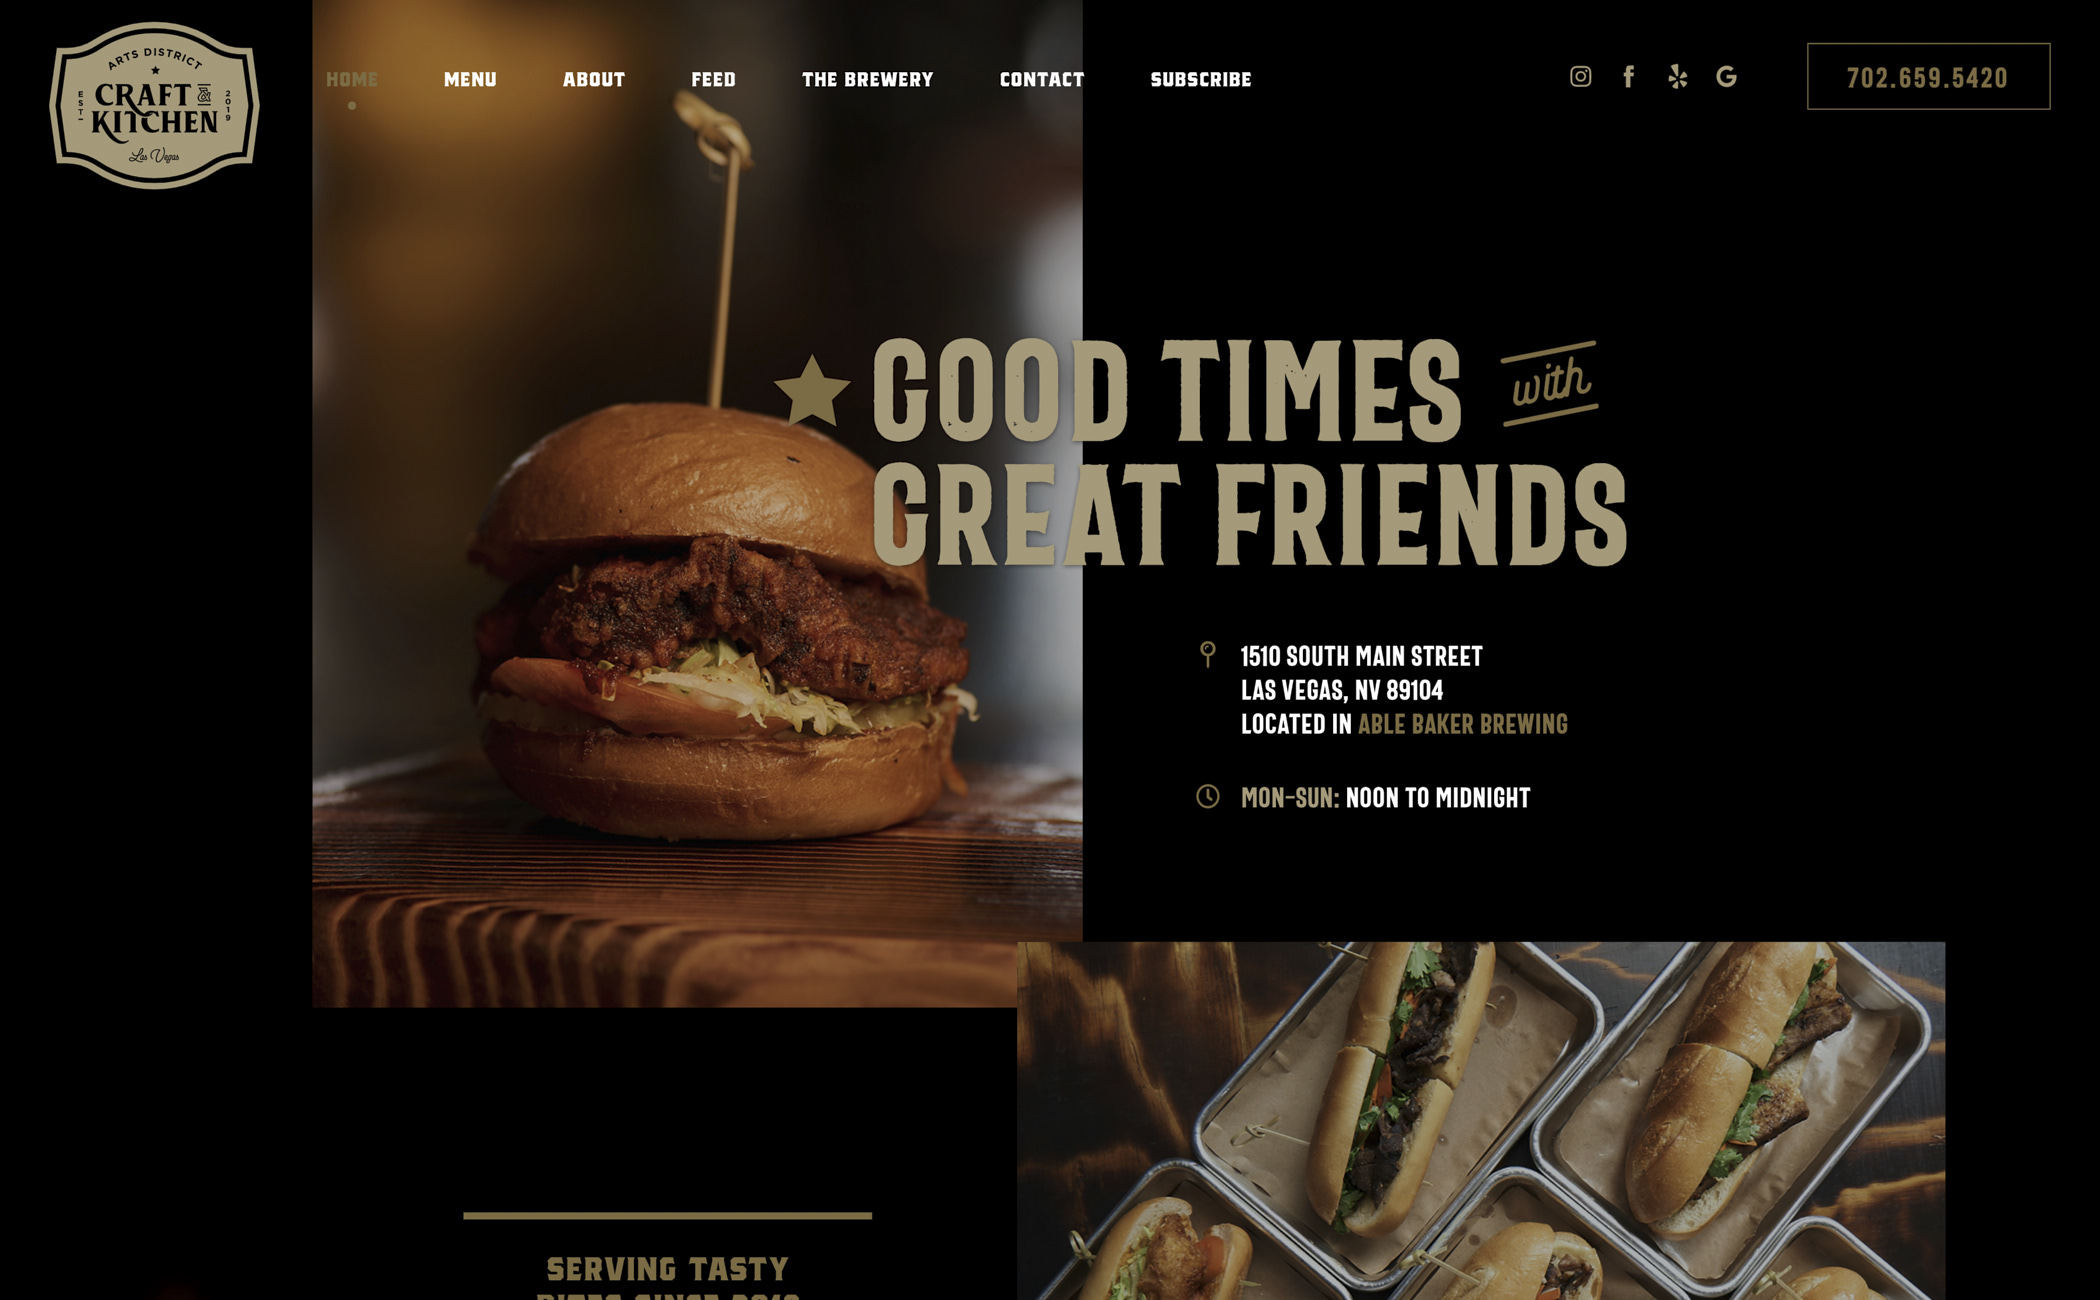 ARTS DISTRICT
CRAFT &
KITCHEN
EST-
2019
Las Vegas
HOME MENU ABOUT FEED THE BREWERY CONTACT SUBSCRIBE
702.659.5420
GOOD TIMES with
GREAT FRIENDS
1510 SOUTH MAIN STREET
LAS VEGAS, NV 89104
LOCATED IN ABLE BAKER BREWING
MON-SUN: NOON TO MIDNIGHT
SERVING TASTY